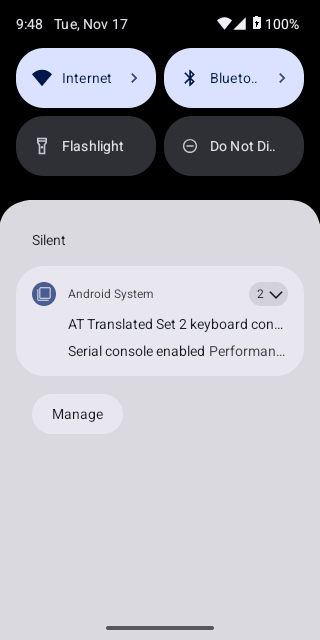 9:48 Tue, Nov 17 100%
Internet Blueto..
Flashlight Do Not Di..
Silent
Android System 2
AT Translated Set 2 keyboard con...
Serial console enabled Performan...
Manage